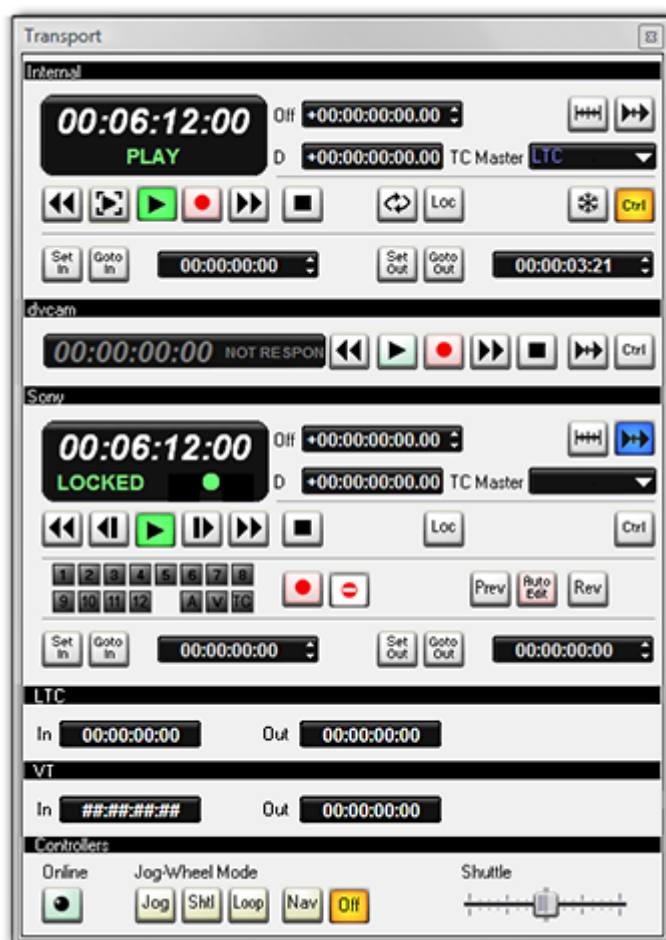 Transport
Internal
00:06:12:00 Off +00:00:00:00.00
PLAY D +00:00:00:00.00 TC Master LTC
Loc Ctrl
Set In Goto In 00:00:00:00 Set Out Goto Out 00:00:03:21
dvcam
00:00:00:00 NOT RESPON Ctrl
Sony
00:06:12:00 Off +00:00:00:00.00
LOCKED D +00:00:00:00.00 TC Master
Loc Ctrl
1 2 3 4 5 6 7 8
9 10 11 12 A V TC Prev Auto Edit Rev
Set In Goto In 00:00:00:00 Set Out Goto Out 00:00:00:00
LTC
In 00:00:00:00 Out 00:00:00:00
VT
In ##:##:##:## Out 00:00:00:00
Controllers
Online Jog-Wheel Mode Shuttle
Jog Shtl Loop Nav Off